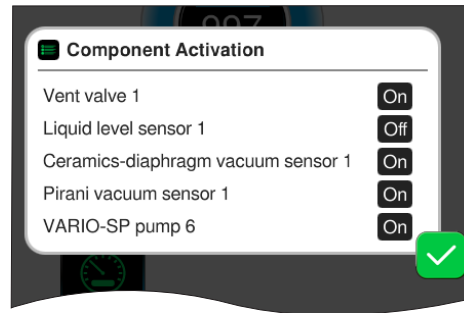 Component Activation
Vent valve 1 On
Liquid level sensor 1 Off
Ceramics-diaphragm vacuum sensor 1 On
Pirani vacuum sensor 1 On
VARIO-SP pump 6 On